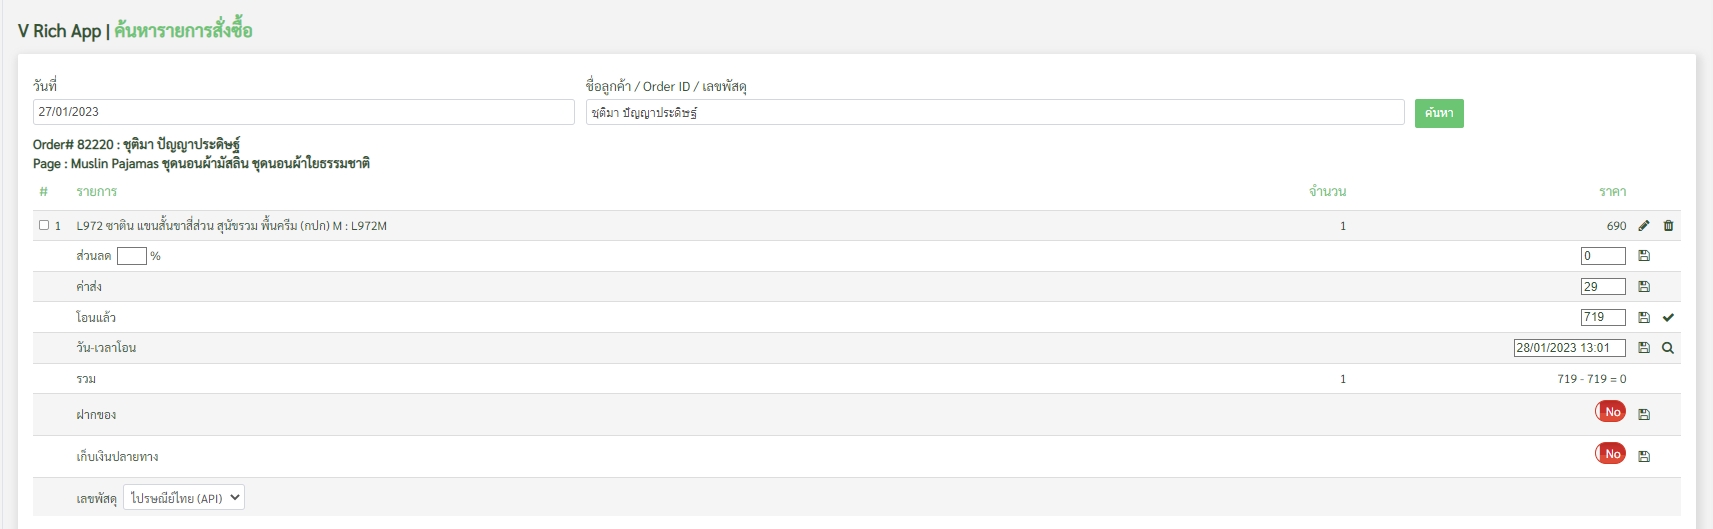 V Rich App | ค้นหารายการสั่งซื้อ
วันที่ ชื่อลูกค้า / Order ID / เลขพัสดุ
27/01/2023 ชุติมา ปัญญาประดิษฐ์ ค้นหา
Order# 82220 : ชุติมา ปัญญาประดิษฐ์
Page : Muslin Pajamas ชุดนอนผ้ามัสลิน ชุดนอนผ้าใยธรรมชาติ
# รายการ จำนวน ราคา
1 L972 ซาติน แขนสั้นขาสี่ส่วน สุนัขรวม พื้นครีม (กปก) M : L972M 1 690
ส่วนลด % 0
ค่าส่ง 29
โอนแล้ว 719
วัน-เวลาโอน 28/01/2023 13:01
รวม 1 719 - 719 = 0
ฝากของ No
เก็บเงินปลายทาง No
เลขพัสดุ ไปรษณีย์ไทย (API)